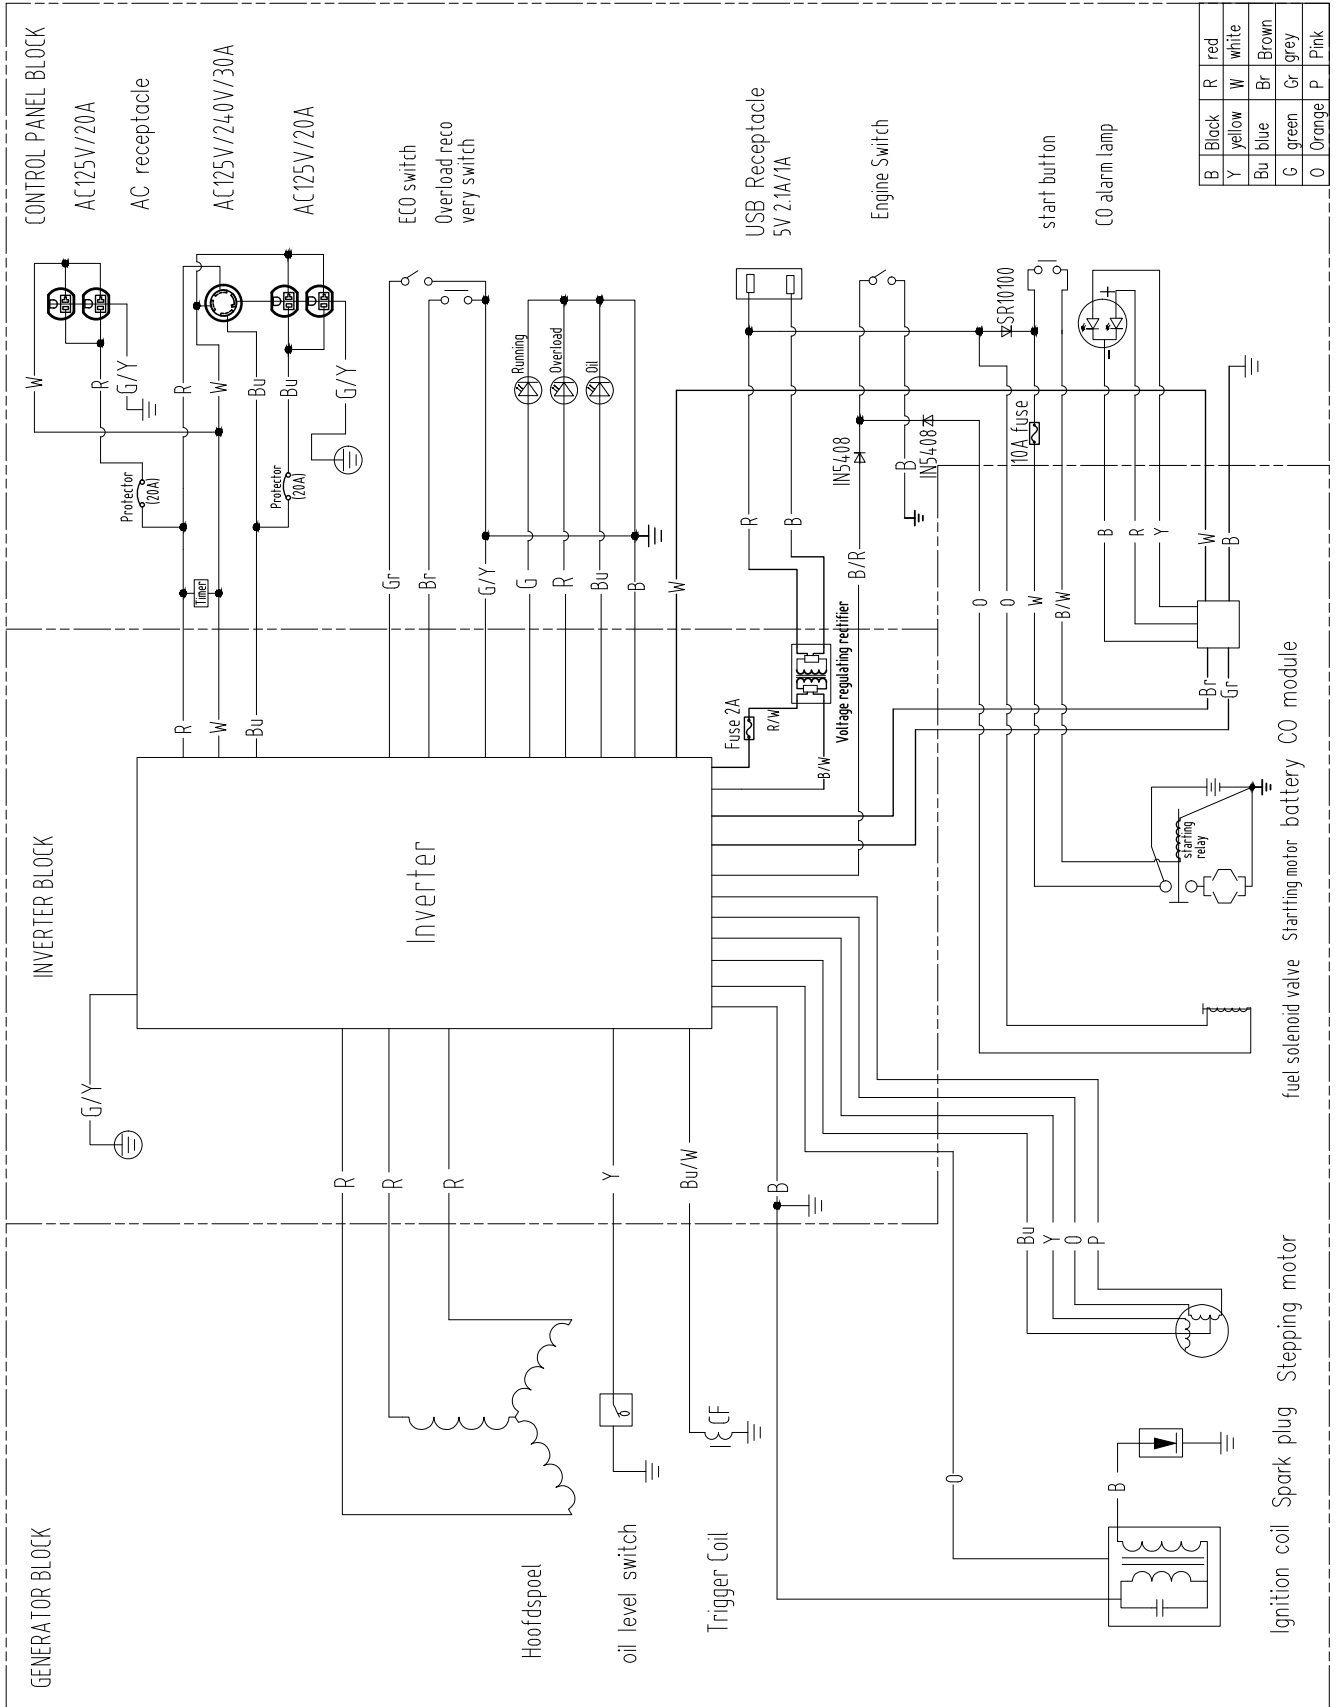 CONTROL PANEL BLOCK
AC125V/20A
AC receptacle
AC125V/240V/30A
AC125V/20A
ECO switch
Overload reco
very switch
USB Receptacle
5V 2.1A/1A
Engine Switch
start button
CO alarm lamp
B Black R red
Y yellow W white
Bu blue Br Brown
G green Gr grey
O Orange P Pink
W
R
G/Y
R
W
Bu
Bu
G/Y
Protector
(20A)
Protector
(20A)
Timer
Running
Overload
Oil
Gr
Br
G/Y
G
R
Bu
B
W
R
B
B/R
IN5408
B
IN5408
SR10100
10A fuse
+
-
O
O
W
B/W
B
R
Y
W
B
Br
Gr
INVERTER BLOCK
Inverter
R
W
Bu
Fuse 2A
R/W
B/W
Voltage regulating rectifier
G/Y
R
R
R
Y
Bu/W
B
starting
relay
fuel solenoid valve
Startting motor
battery
CO module
GENERATOR BLOCK
Hoofdspoel
oil level switch
Trigger Coil
CF
O
Bu
Y
O
P
B
Ignition coil
Spark plug
Stepping motor